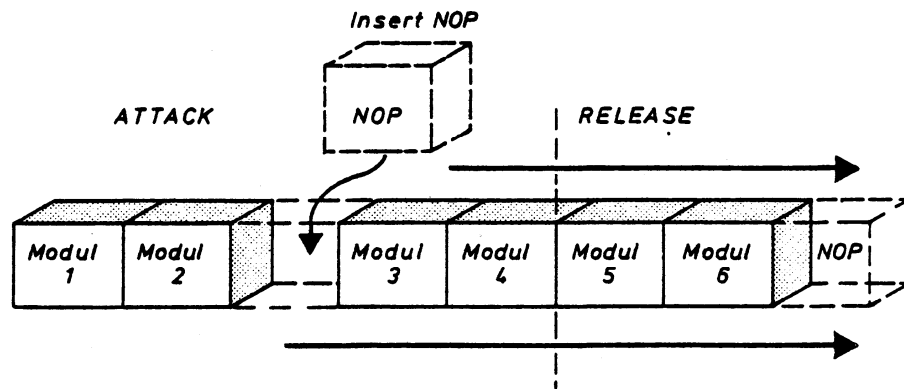 Insert NOP
ATTACK
NOP
RELEASE
Modul 1
Modul 2
Modul 3
Modul 4
Modul 5
Modul 6
NOP